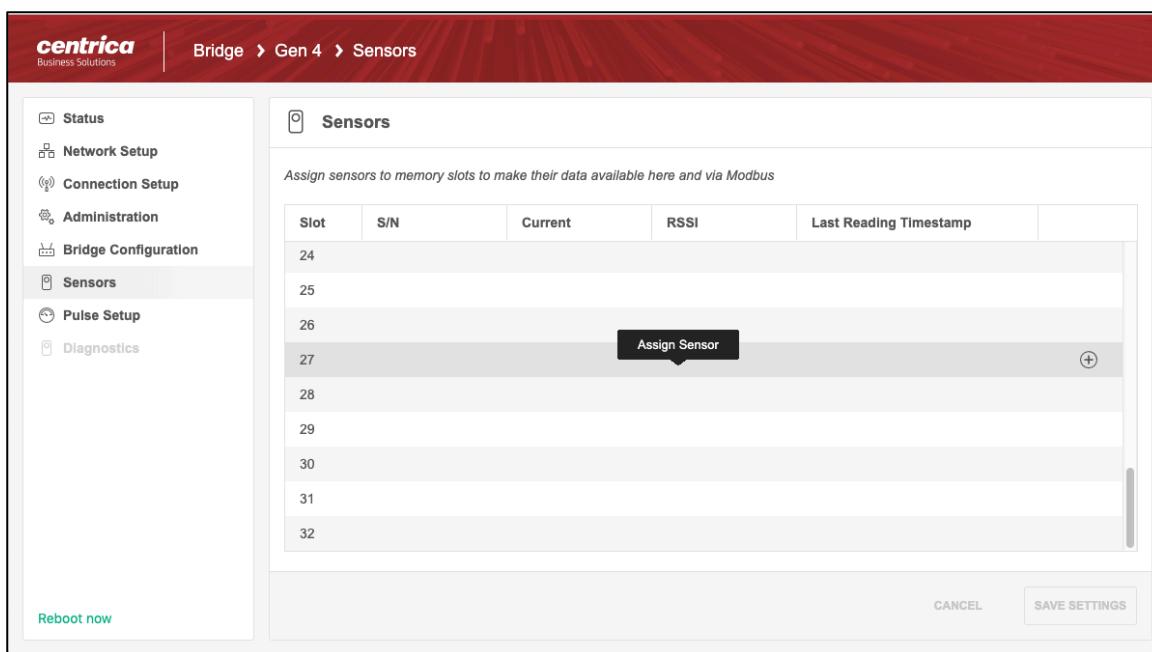 centrica
Business Solutions
Bridge > Gen 4 > Sensors
Status
Network Setup
Connection Setup
Administration
Bridge Configuration
Sensors
Pulse Setup
Diagnostics
Reboot now
Sensors
Assign sensors to memory slots to make their data available here and via Modbus
Slot S/N Current RSSI Last Reading Timestamp
24
25
26
Assign Sensor
27
28
29
30
31
32
CANCEL SAVE SETTINGS